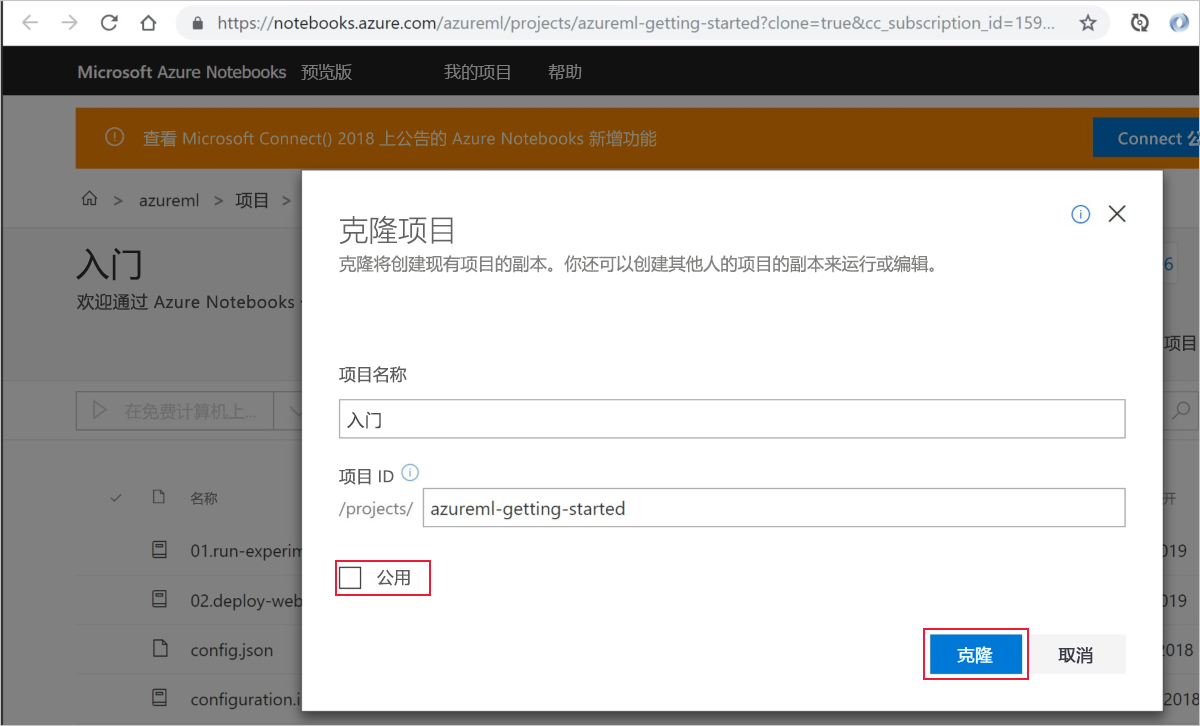 https://notebooks.azure.com/azureml/projects/azureml-getting-started?clone=true&cc_subscription_id=159...
Microsoft Azure Notebooks 预览版 我的项目 帮助
查看 Microsoft Connect() 2018 上公告的 Azure Notebooks 新增功能
Connect 公
> azureml > 项目 >
入门
欢迎通过 Azure Notebooks
6
项目
在免费计算机上...
名称
开
01.run-experim
019
02.deploy-web
019
config.json
2018
configuration.i
2018
克隆项目
克隆将创建现有项目的副本。你还可以创建其他人的项目的副本来运行或编辑。
项目名称
入门
项目 ID
/projects/ azureml-getting-started
公用
克隆 取消